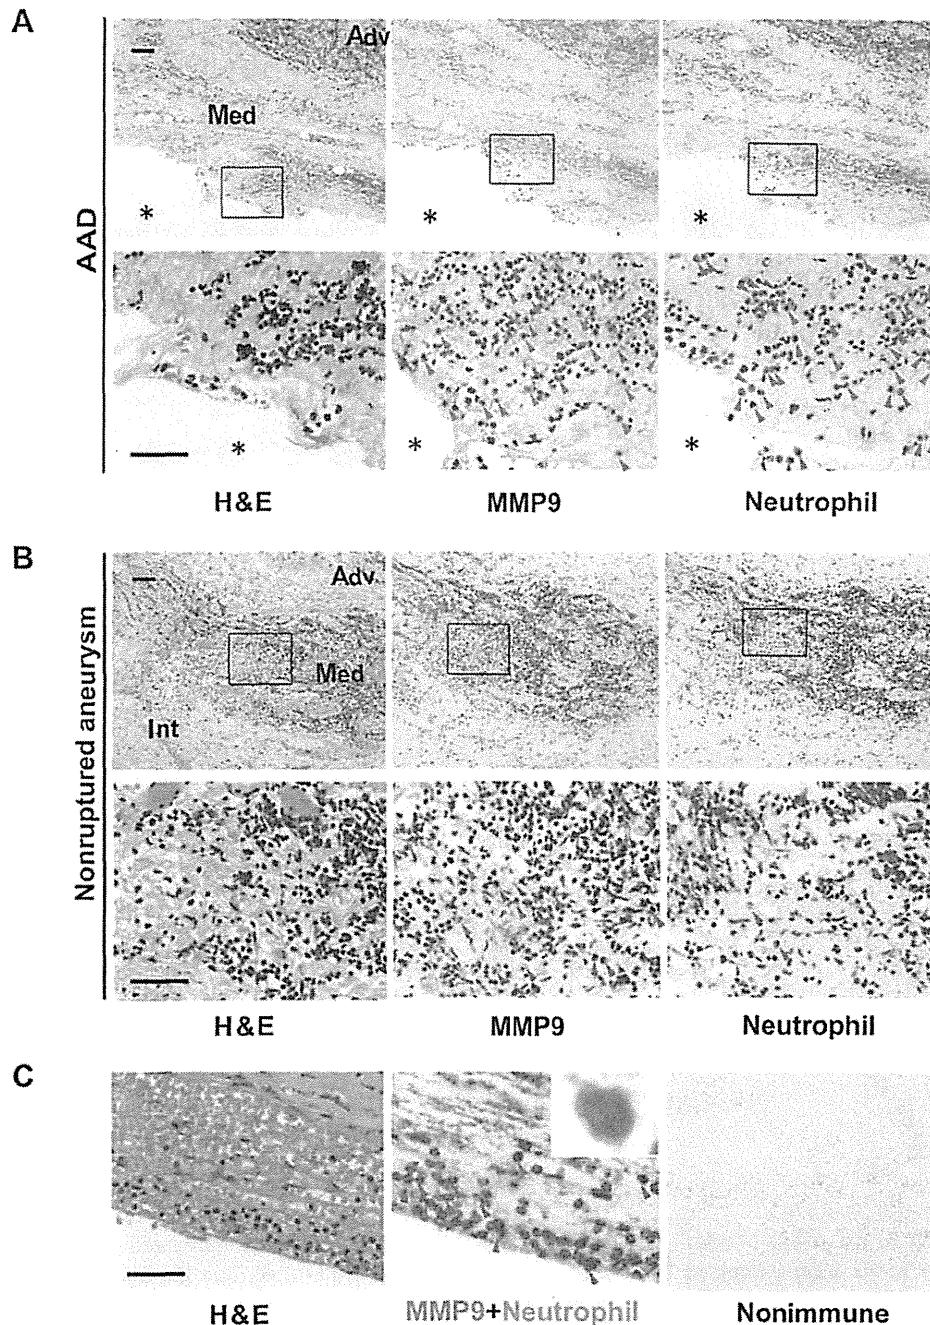 A
AAD
Adv
Med
*
*
*
*
*
*
H&E
MMP9
Neutrophil
B
Nonruptured aneurysm
Adv
Med
Int
H&E
MMP9
Neutrophil
C
H&E
MMP9+Neutrophil
Nonimmune